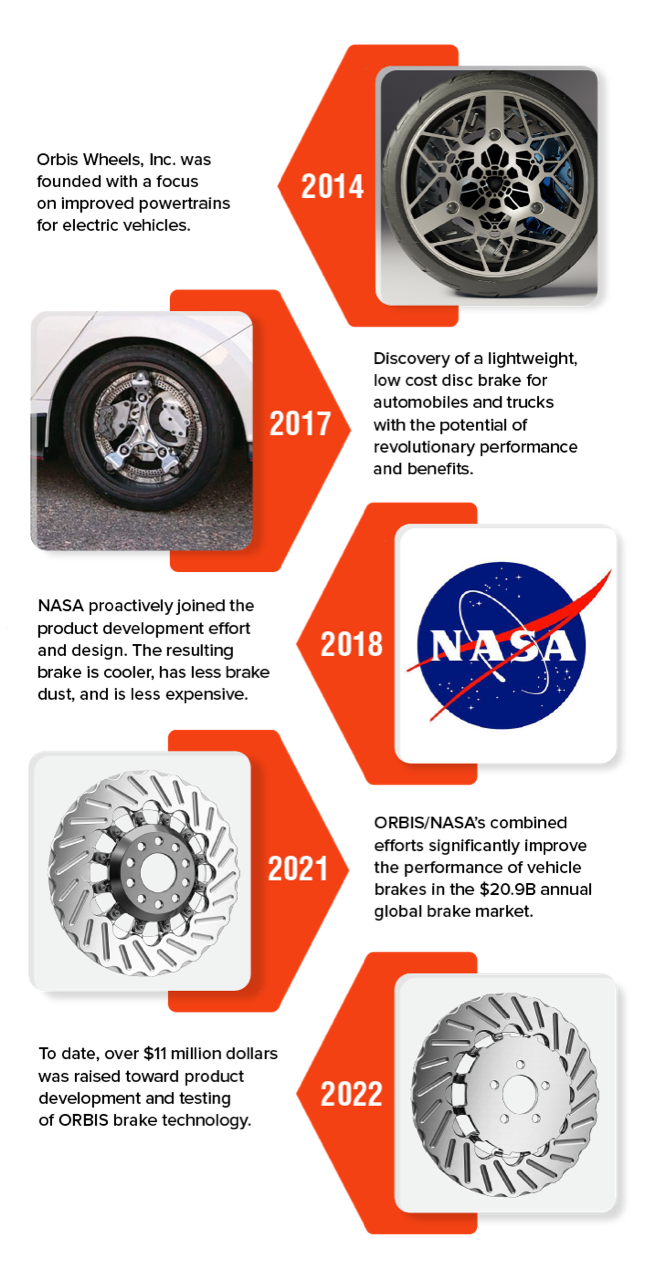 Orbis Wheels, Inc. was
founded with a focus
on improved powertrains
for electric vehicles.
2014
2017
Discovery of a lightweight,
low cost disc brake for
automobiles and trucks
with the potential of
revolutionary performance
and benefits.
NASA proactively joined the
product development effort
and design. The resulting
brake is cooler, has less brake
dust, and is less expensive.
2018
NASA
2021
ORBIS/NASA's combined
efforts significantly improve
the performance of vehicle
brakes in the $20.9B annual
global brake market.
To date, over $11 million dollars
was raised toward product
development and testing
of ORBIS brake technology.
2022